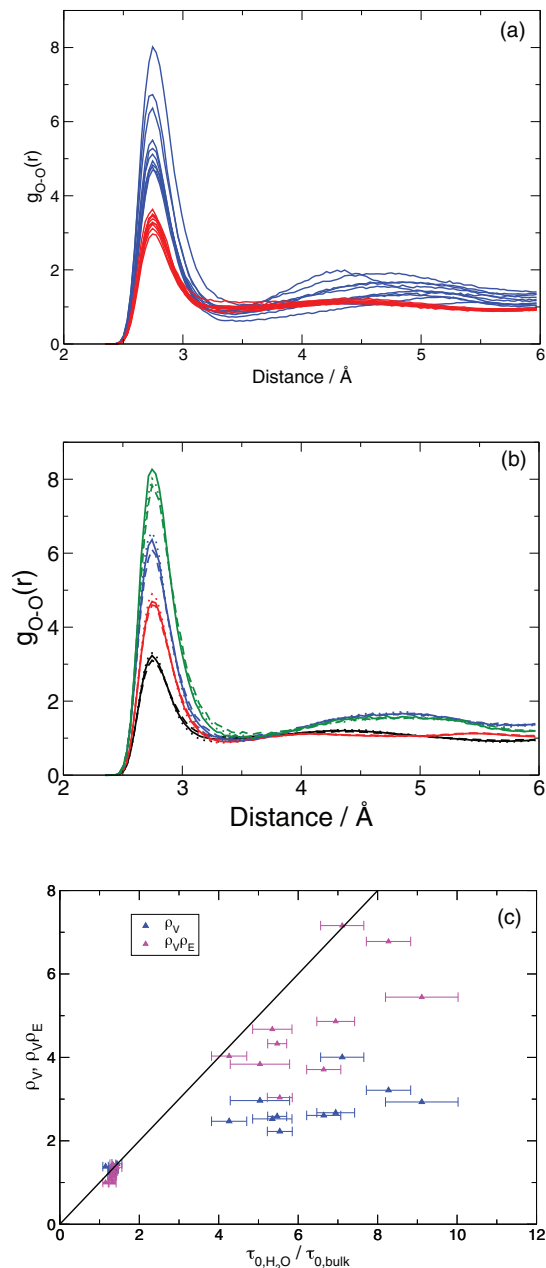 (a)
8
6
4
2
0
g_O-O(r)
2 3 4 5 6
Distance / Å
(b)
8
6
4
2
0
g_O-O(r)
2 3 4 5 6
Distance / Å
(c)
8
6
4
2
0
ρ_V, ρ_Vρ_E
ρ_V
ρ_Vρ_E
0 2 4 6 8 10 12
τ_0,H₂O / τ_0,bulk